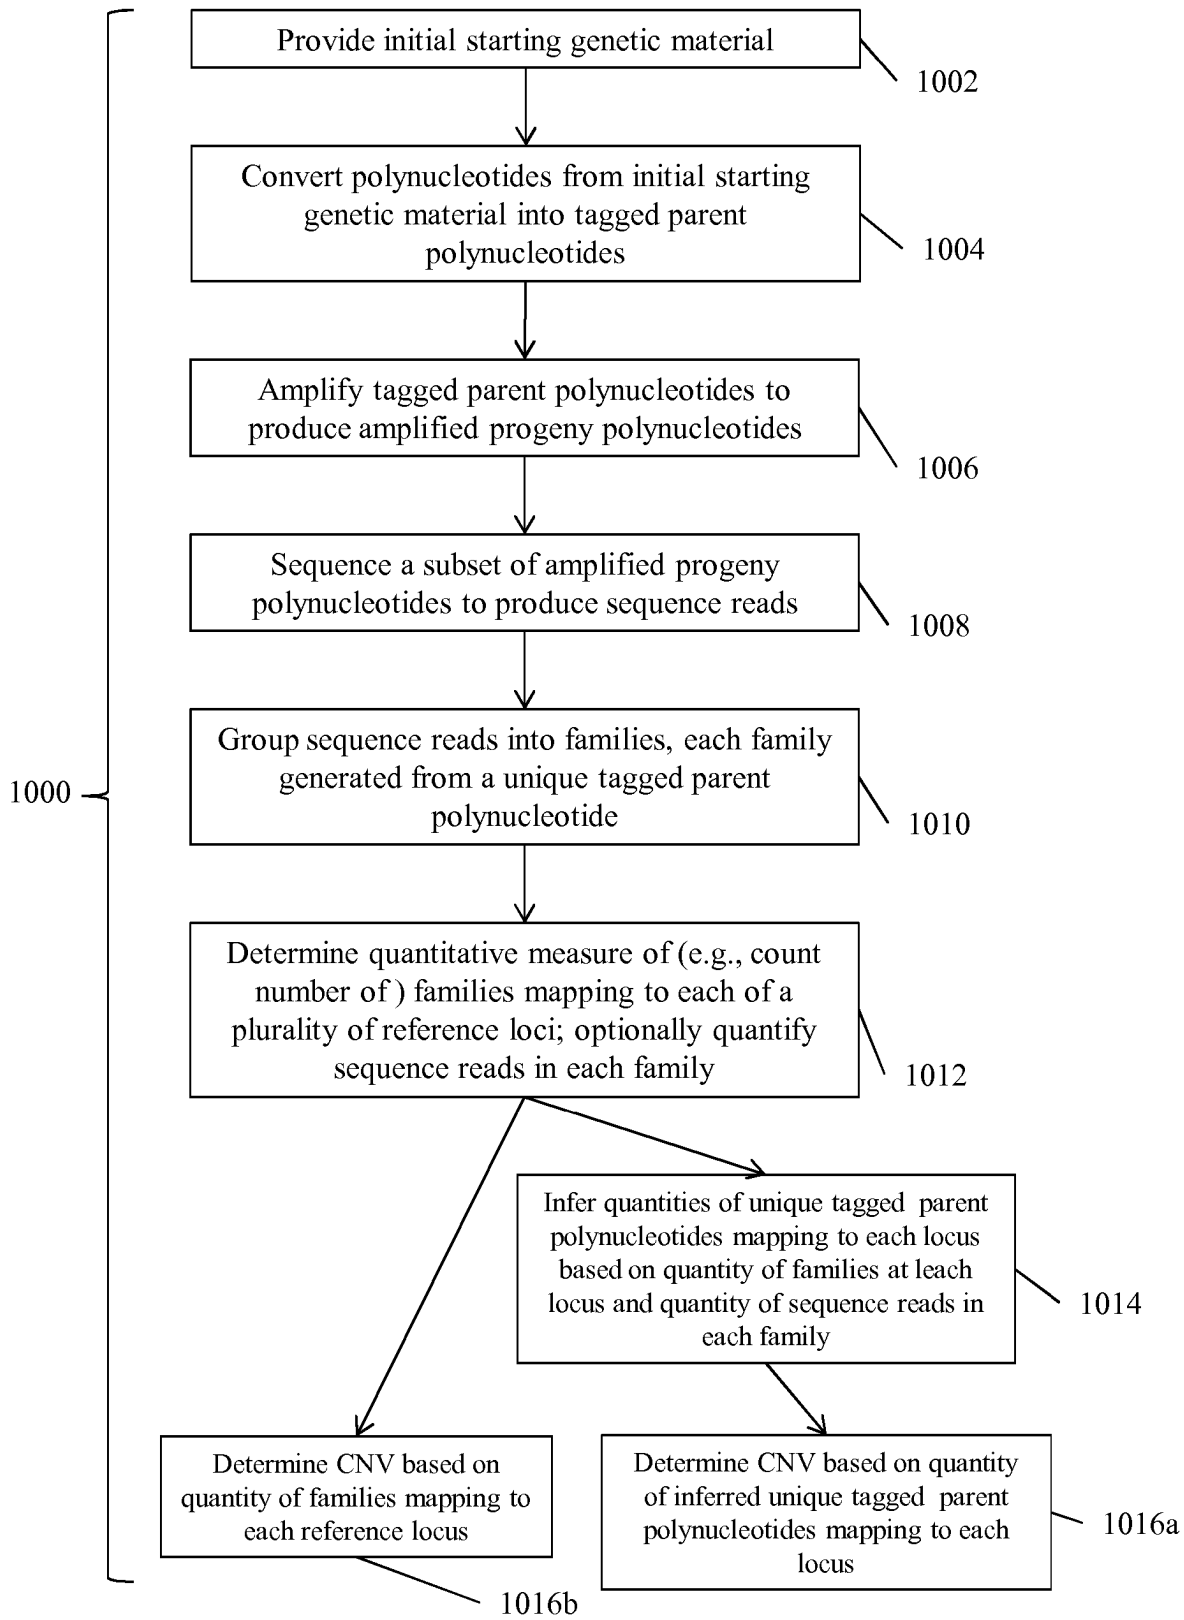 Provide initial starting genetic material
1002
Convert polynucleotides from initial starting
genetic material into tagged parent
polynucleotides
1004
Amplify tagged parent polynucleotides to
produce amplified progeny polynucleotides
1006
Sequence a subset of amplified progeny
polynucleotides to produce sequence reads
1008
Group sequence reads into families, each family
generated from a unique tagged parent
polynucleotide
1000
1010
Determine quantitative measure of (e.g., count
number of ) families mapping to each of a
plurality of reference loci; optionally quantify
sequence reads in each family
1012
Infer quantities of unique tagged parent
polynucleotides mapping to each locus
based on quantity of families at leach
locus and quantity of sequence reads in
each family
1014
Determine CNV based on
quantity of families mapping to
each reference locus
1016b
Determine CNV based on quantity
of inferred unique tagged parent
polynucleotides mapping to each
locus
1016a